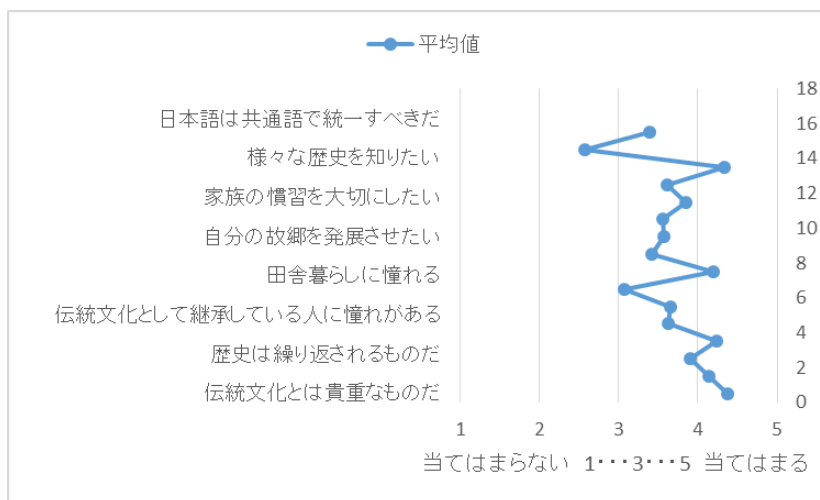 平均値
18
日本語は共通語で統一すべきだ
16
様々な歴史を知りたい
14
家族の慣習を大切にしたい
12
10
自分の故郷を発展させたい
8
田舎暮らしに憧れる
6
伝統文化として継承している人に憧れがある
4
歴史は繰り返されるものだ
2
伝統文化とは貴重なものだ
0
1 2 3 4 5
当てはまらない 1・・・3・・・5 当てはまる